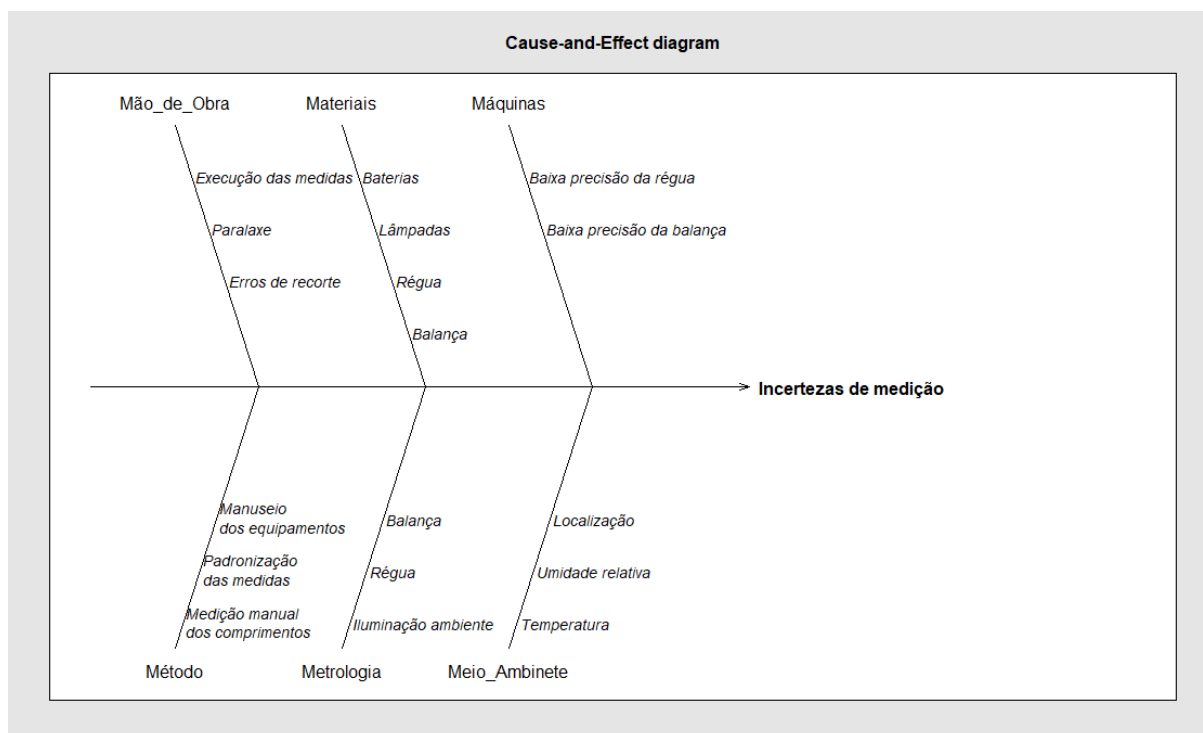 Cause-and-Effect diagram
Mão_de_Obra
Materiais
Máquinas
Execução das medidas
Baterias
Baixa precisão da régua
Paralaxe
Lâmpadas
Baixa precisão da balança
Erros de recorte
Régua
Balança
Incertezas de medição
Manuseio
dos equipamentos
Balança
Localização
Padronização
das medidas
Régua
Umidade relativa
Medição manual
dos comprimentos
Iluminação ambiente
Temperatura
Método
Metrologia
Meio_Ambinete